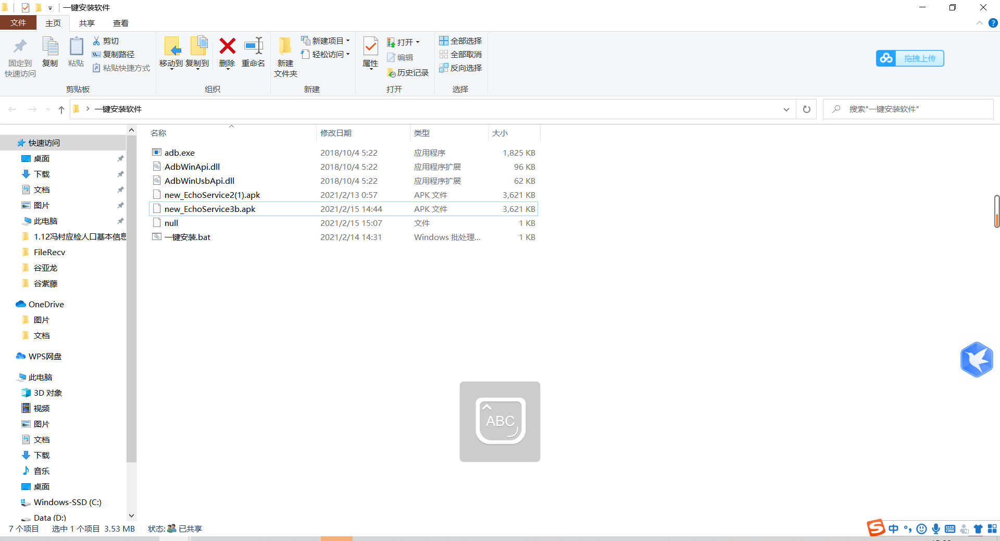 一键安装软件
文件 主页 共享 查看
固定到
快速访问
复制
粘贴
剪切
复制路径
粘贴快捷方式
剪贴板
移动到 复制到 删除 重命名
组织
新建
文件夹
新建项目
轻松访问
新建
属性
打开
编辑
历史记录
打开
全部选择
全部取消
反向选择
选择
拖拽上传
一键安装软件
搜索"一键安装软件"
名称 修改日期 类型 大小
adb.exe 2018/10/4 5:22 应用程序 1,825 KB
AdbWinApi.dll 2018/10/4 5:22 应用程序扩展 96 KB
AdbWinUsbApi.dll 2018/10/4 5:22 应用程序扩展 62 KB
new_EchoService2(1).apk 2021/2/13 0:57 APK 文件 3,621 KB
new_EchoService3b.apk 2021/2/15 14:44 APK 文件 3,621 KB
null 2021/2/15 15:07 文件 1 KB
一键安装.bat 2021/2/14 14:31 Windows 批处理... 1 KB
快速访问
桌面
下载
文档
图片
此电脑
1.12冯村应检人口基本信息
FileRecv
谷亚龙
谷紫藤
OneDrive
图片
文档
WPS网盘
此电脑
3D 对象
视频
图片
文档
下载
音乐
桌面
Windows-SSD (C:)
Data (D:)
ABC
7 个项目 选中 1 个项目 3.53 MB 状态: 已共享
S 中